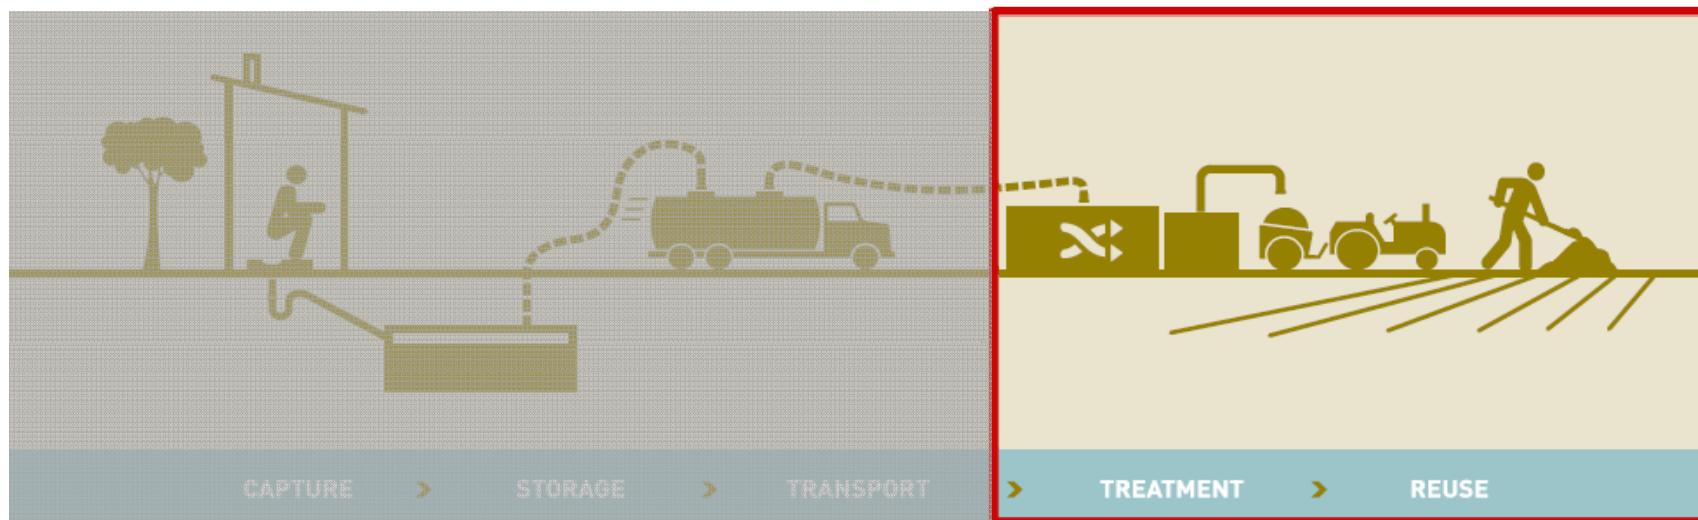 CAPTURE > STORAGE > TRANSPORT > TREATMENT > REUSE